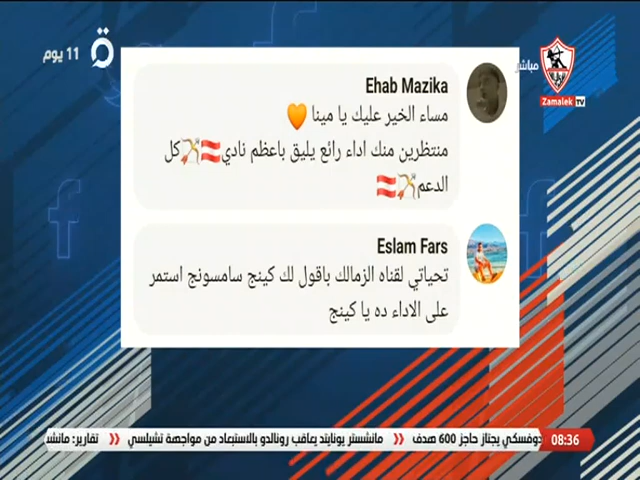 11 يوم
مباشر
Zamalek TV
Ehab Mazika
مساء الخير عليك يا مينا 🧡
منتظرين منك اداء رائع يليق باعظم نادي🇦🇹🏹كل
الدعم🏹🇦🇹
Eslam Fars
تحياتي لقناه الزمالك باقول لك كينج سامسونج استمر
على الاداء ده يا كينج
08:36
دوفسكي يجتاز حاجز 600 هدف » مانشستر يونايتد يعاقب رونالدو بالاستبعاد من مواجهة تشيلسي » تقارير: مانشس